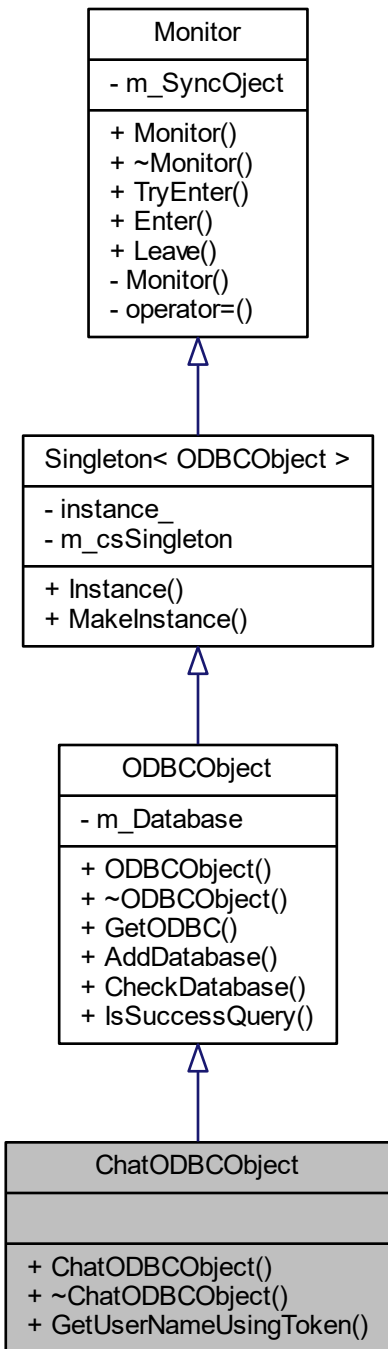 Monitor
- m_SyncOject
+ Monitor()
+ ~Monitor()
+ TryEnter()
+ Enter()
+ Leave()
- Monitor()
- operator=()
Singleton< ODBCObject >
- instance_
- m_csSingleton
+ Instance()
+ MakeInstance()
ODBCObject
- m_Database
+ ODBCObject()
+ ~ODBCObject()
+ GetODBC()
+ AddDatabase()
+ CheckDatabase()
+ IsSuccessQuery()
ChatODBCObject
+ ChatODBCObject()
+ ~ChatODBCObject()
+ GetUserNameUsingToken()